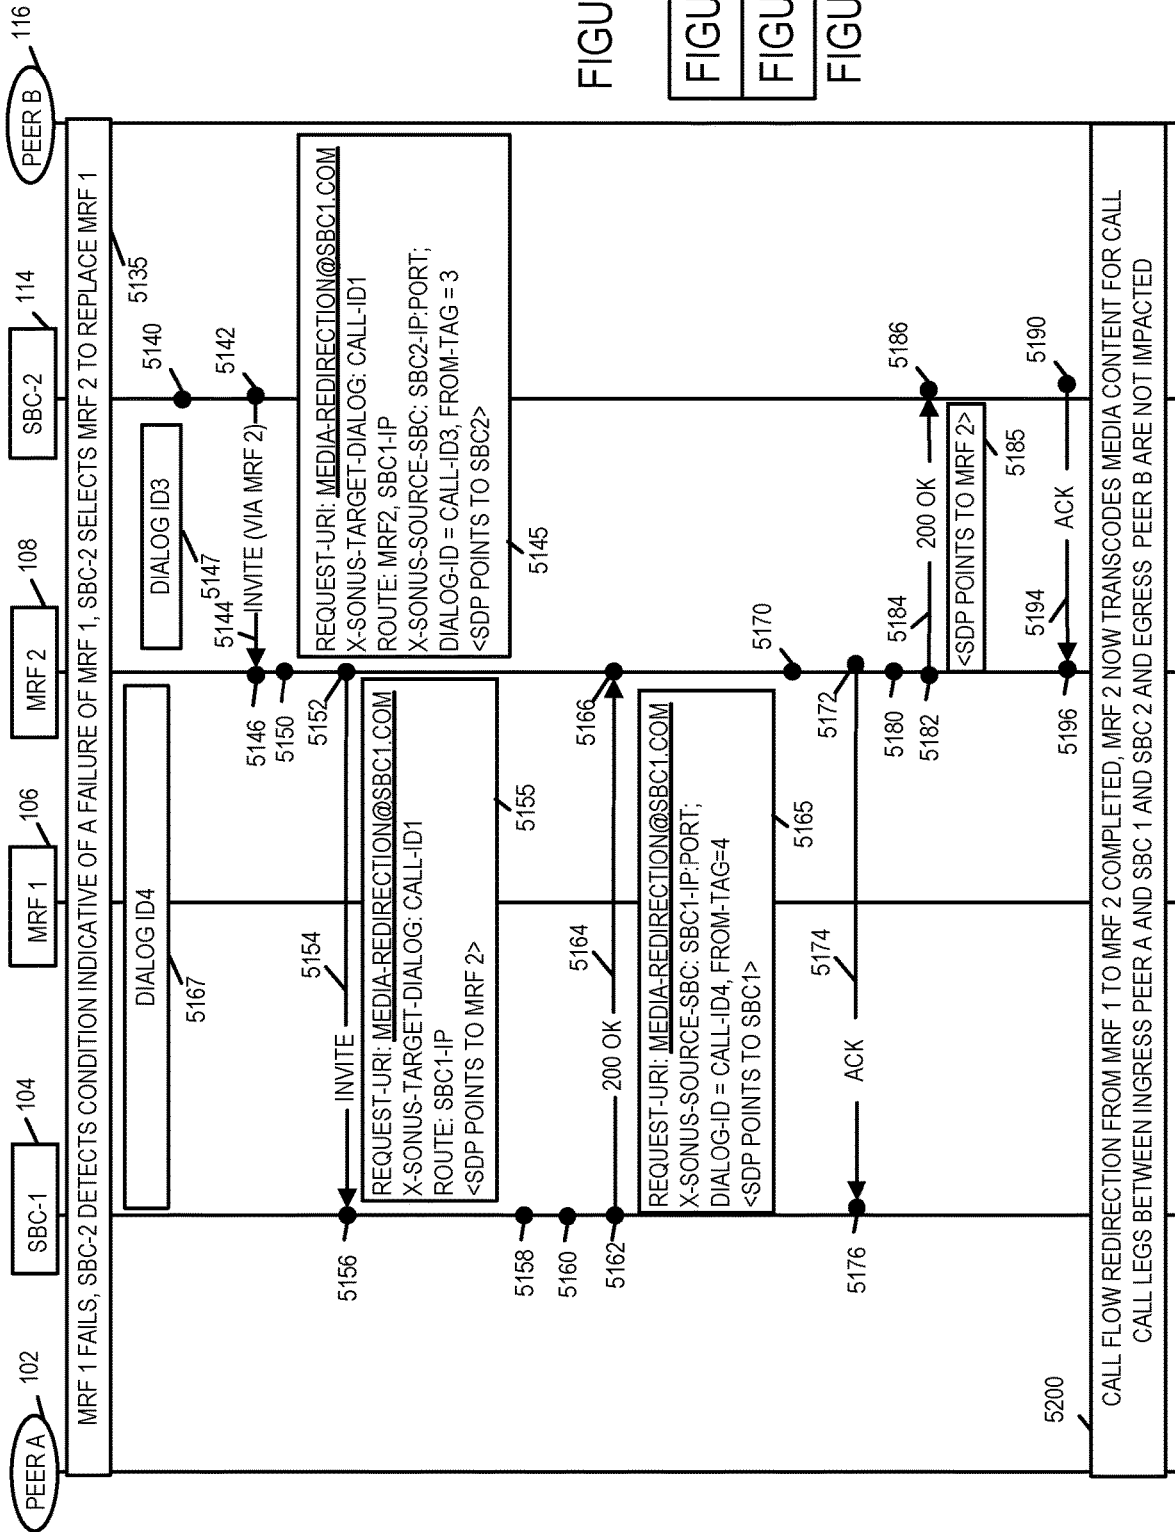 PEER A
102
SBC-1
104
MRF 1
106
MRF 2
108
SBC-2
114
PEER B
116
MRF 1 FAILS, SBC-2 DETECTS CONDITION INDICATIVE OF A FAILURE OF MRF 1, SBC-2 SELECTS MRF 2 TO REPLACE MRF 1
5135
DIALOG ID4
5167
DIALOG ID3
5147
5140
5142
5144
INVITE (VIA MRF 2)
5146
REQUEST-URI: MEDIA-REDIRECTION@SBC1.COM
X-SONUS-TARGET-DIALOG: CALL-ID1
ROUTE: MRF2, SBC1-IP
X-SONUS-SOURCE-SBC: SBC2-IP:PORT;
DIALOG-ID = CALL-ID3, FROM-TAG = 3
<SDP POINTS TO SBC2>
5145
5150
5152
INVITE
5154
5156
REQUEST-URI: MEDIA-REDIRECTION@SBC1.COM
X-SONUS-TARGET-DIALOG: CALL-ID1
ROUTE: SBC1-IP
<SDP POINTS TO MRF 2>
5155
5158
5160
5162
200 OK
5164
5166
REQUEST-URI: MEDIA-REDIRECTION@SBC1.COM
X-SONUS-SOURCE-SBC: SBC1-IP:PORT;
DIALOG-ID = CALL-ID4, FROM-TAG=4
<SDP POINTS TO SBC1>
5165
5170
5172
ACK
5174
5176
5180
5182
5184
200 OK
5186
<SDP POINTS TO MRF 2>
5185
5190
ACK
5194
5196
5200
CALL FLOW REDIRECTION FROM MRF 1 TO MRF 2 COMPLETED, MRF 2 NOW TRANSCODES MEDIA CONTENT FOR CALL
CALL LEGS BETWEEN INGRESS PEER A AND SBC 1 AND SBC 2 AND EGRESS PEER B ARE NOT IMPACTED
FIGU
FIGU
FIGU
FIGU